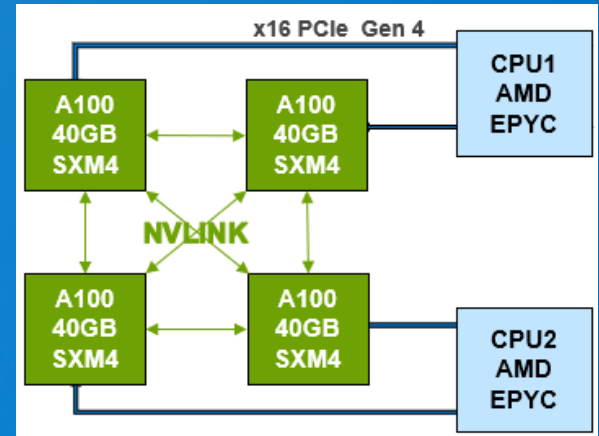 x16 PCIe Gen 4
CPU1
AMD
EPYC
A100
40GB
SXM4
A100
40GB
SXM4
NVLINK
A100
40GB
SXM4
A100
40GB
SXM4
CPU2
AMD
EPYC